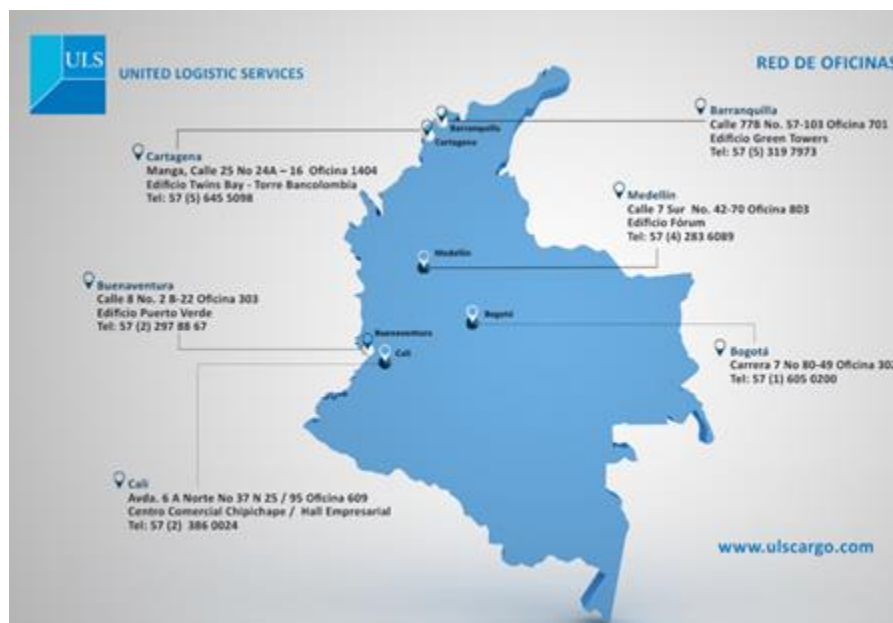 ULS
UNITED LOGISTIC SERVICES
RED DE OFICINAS
Barranquilla
Calle 77B No. 57-103 Oficina 701
Edificio Green Towers
Tel: 57 (5) 319 7973
Barranquilla
Cartagena
Cartagena
Manga, Calle 25 No 24A – 16 Oficina 1404
Edificio Twins Bay - Torre Bancolombia
Tel: 57 (5) 645 5098
Medellín
Calle 7 Sur No. 42-70 Oficina 803
Edificio Fórum
Tel: 57 (4) 283 6089
Medellín
Buenaventura
Calle 8 No. 2 B-22 Oficina 303
Edificio Puerto Verde
Tel: 57 (2) 297 88 67
Bogotá
Buenaventura
Cali
Bogotá
Carrera 7 No 80-49 Oficina 302
Tel: 57 (1) 605 0200
Cali
Avda. 6 A Norte No 37 N 25 / 95 Oficina 609
Centro Comercial Chipichape / Hall Empresarial
Tel: 57 (2) 386 0024
www.ulscargo.com